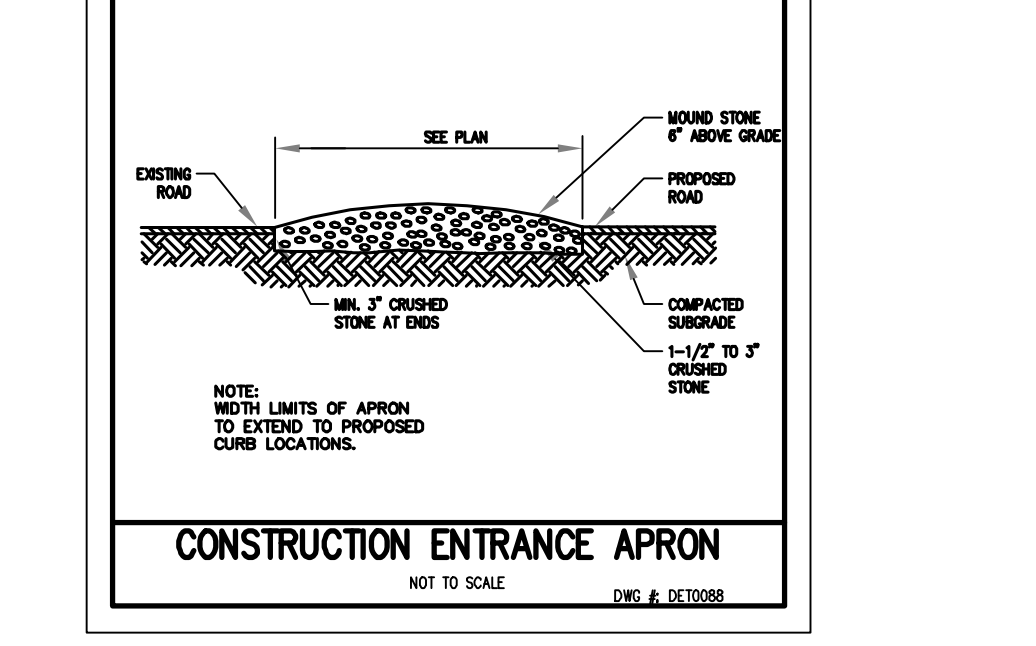 MOUND STONE
6" ABOVE GRADE
SEE PLAN
EXISTING
ROAD
PROPOSED
ROAD
MIN. 3" CRUSHED
STONE AT ENDS
COMPACTED
SUBGRADE
1-1/2" TO 3"
CRUSHED
STONE
NOTE:
WIDTH LIMITS OF APRON
TO EXTEND TO PROPOSED
CURB LOCATIONS.
CONSTRUCTION ENTRANCE APRON
NOT TO SCALE
DWG #: DET0088